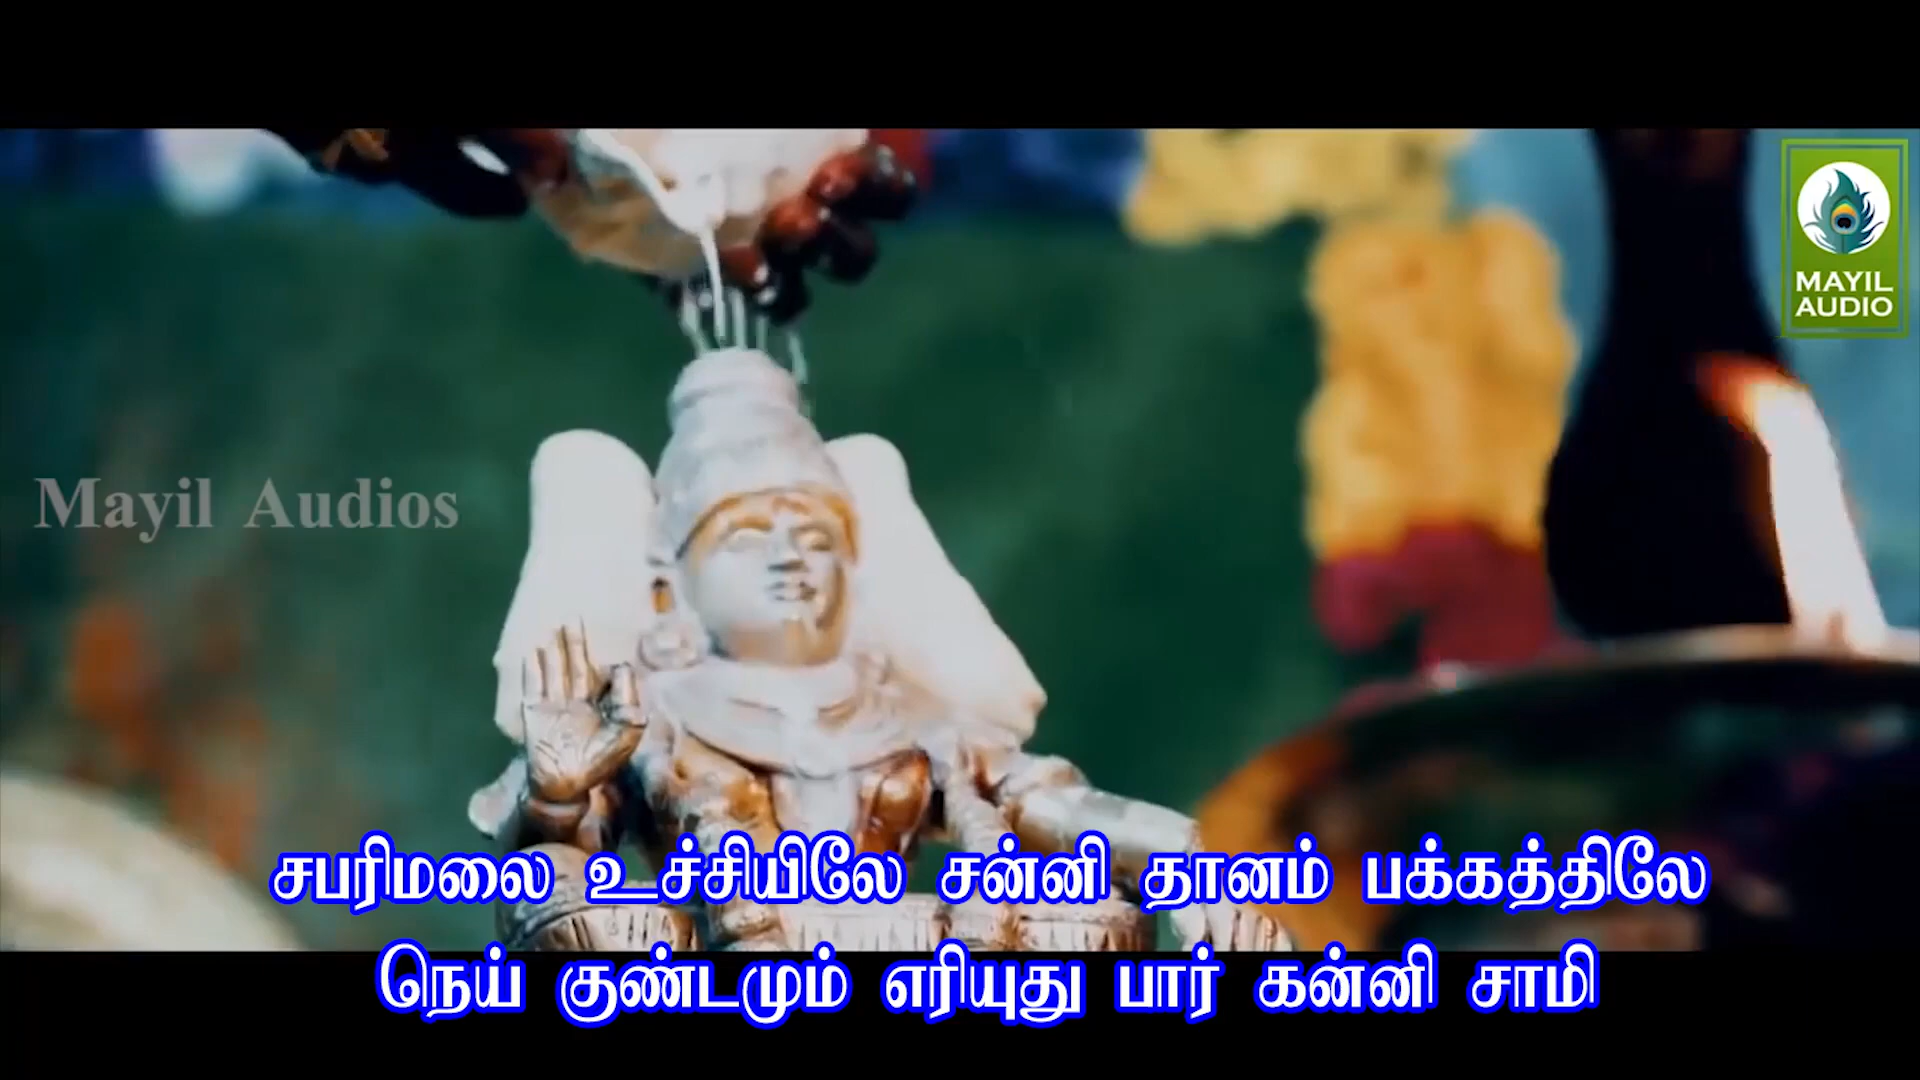 MAYIL
AUDIO
Mayil Audios
சபரிமலை உச்சியிலே சன்னி தானம் பக்கத்திலே
நெய் குண்டமும் எரியுது பார் கன்னி சாமி